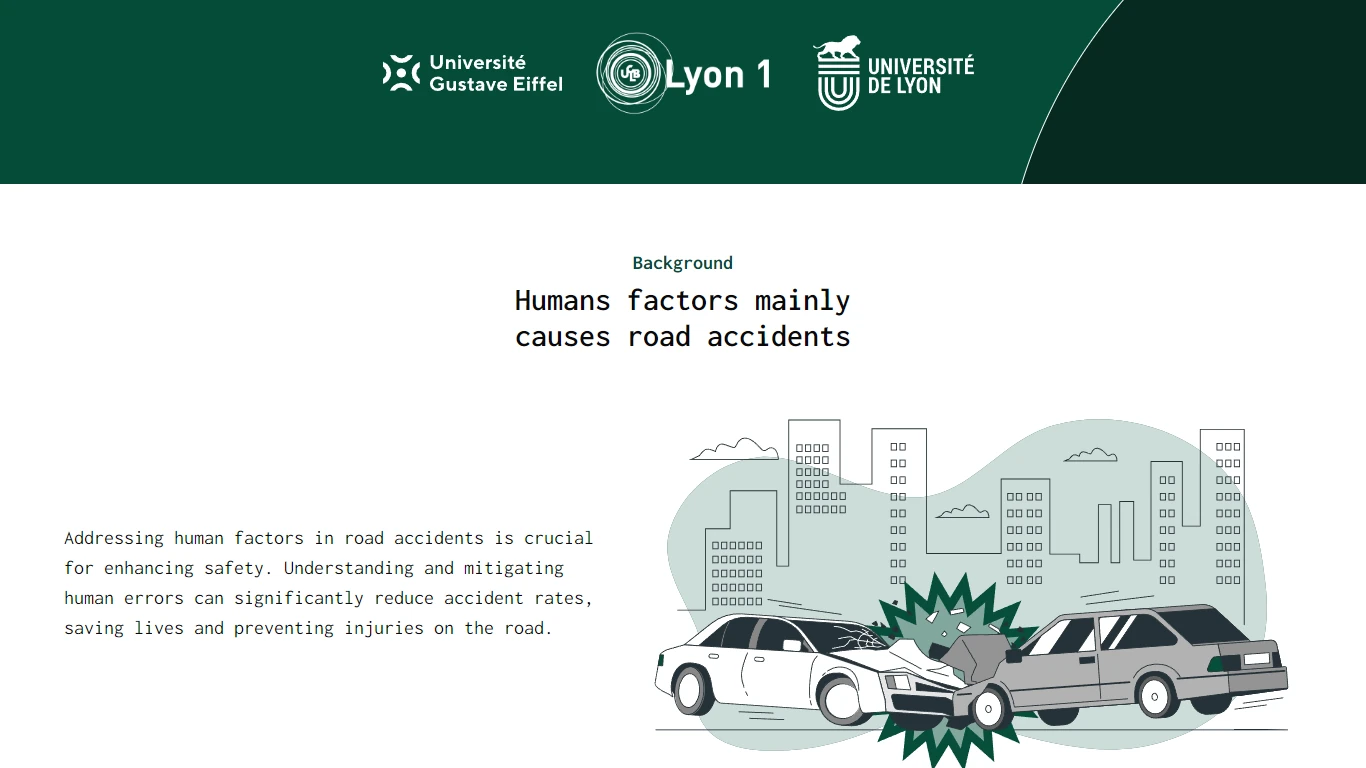 Université
Gustave Eiffel
UCB
Lyon 1
UNIVERSITÉ
DE LYON
Background
Humans factors mainly
causes road accidents
Addressing human factors in road accidents is crucial
for enhancing safety. Understanding and mitigating
human errors can significantly reduce accident rates,
saving lives and preventing injuries on the road.